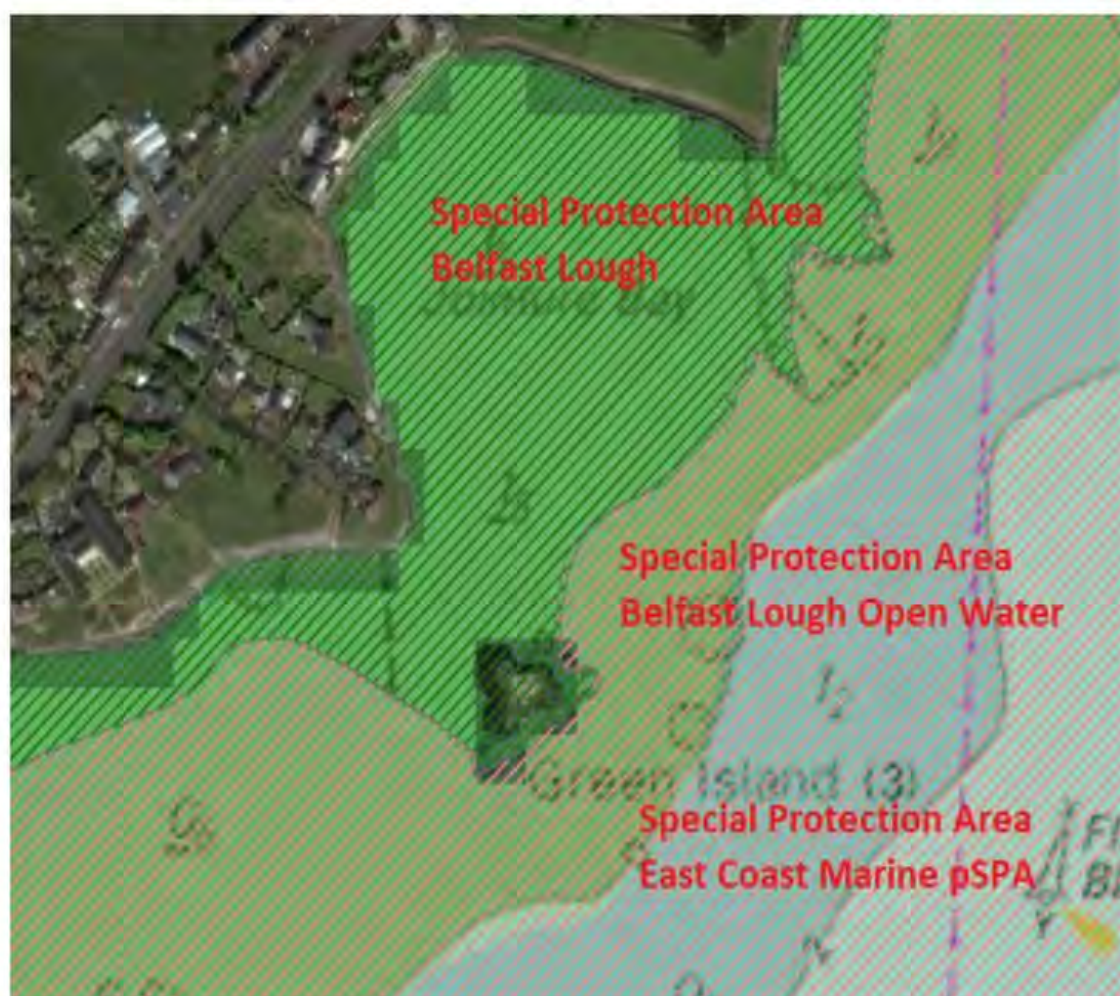 Special Protection Area
Belfast Lough
Special Protection Area
Belfast Lough Open Water
Green Island (3)
Special Protection Area
East Coast Marine pSPA
Fl
Y